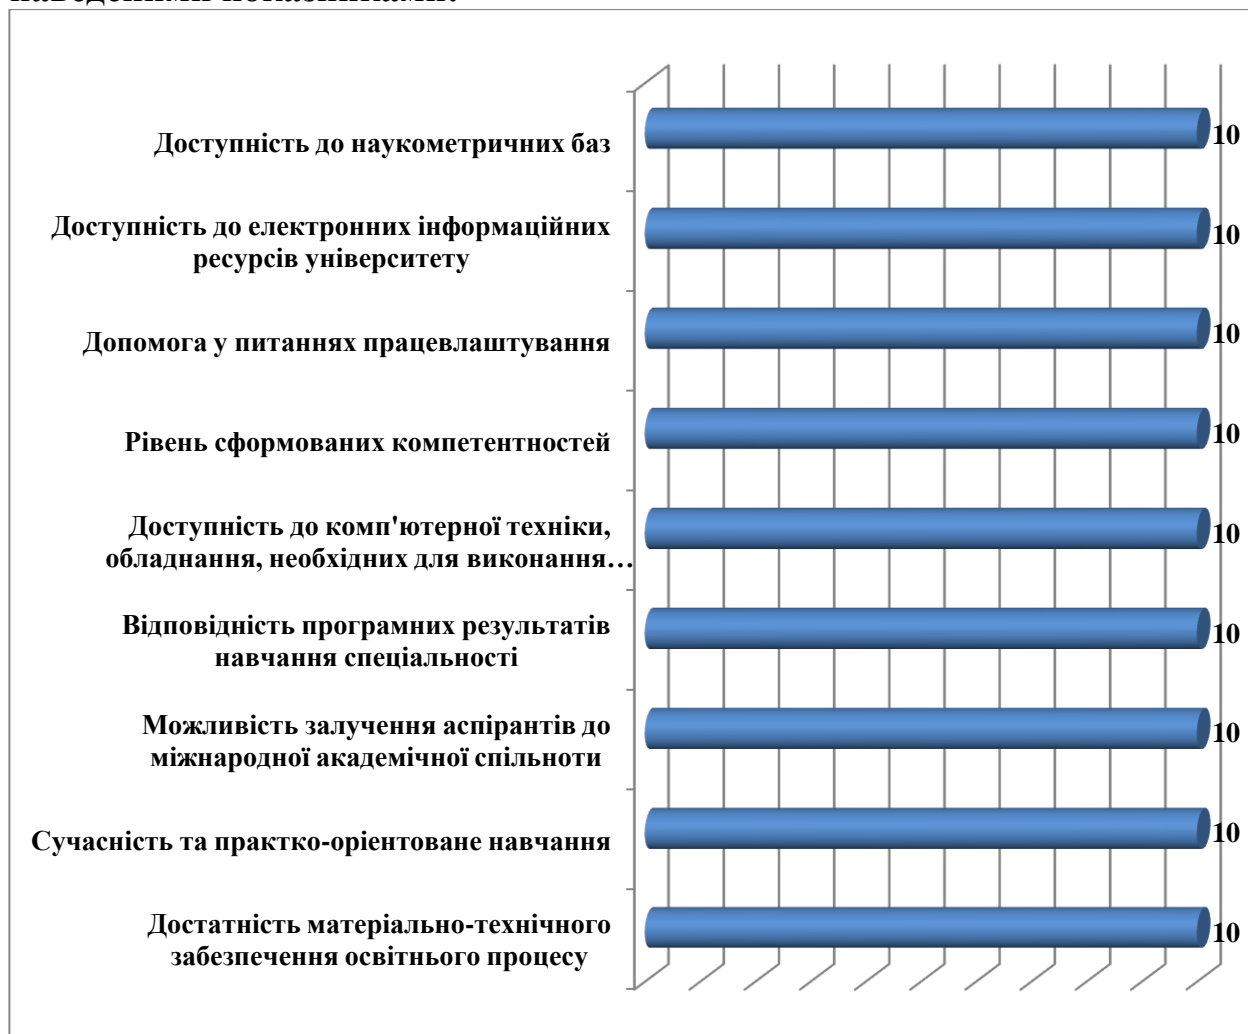 Доступність до наукометричних баз
10
Доступність до електронних інформаційних
ресурсів університету
10
Допомога у питаннях працевлаштування
10
Рівень сформованих компетентностей
10
Доступність до комп'ютерної техніки,
обладнання, необхідних для виконання…
10
Відповідність програмних результатів
навчання спеціальності
10
Можливість залучення аспірантів до
міжнародної академічної спільноти
10
Сучасність та практко-оріентоване навчання
10
Достатність матеріально-технічного
забезпечення освітнього процесу
10